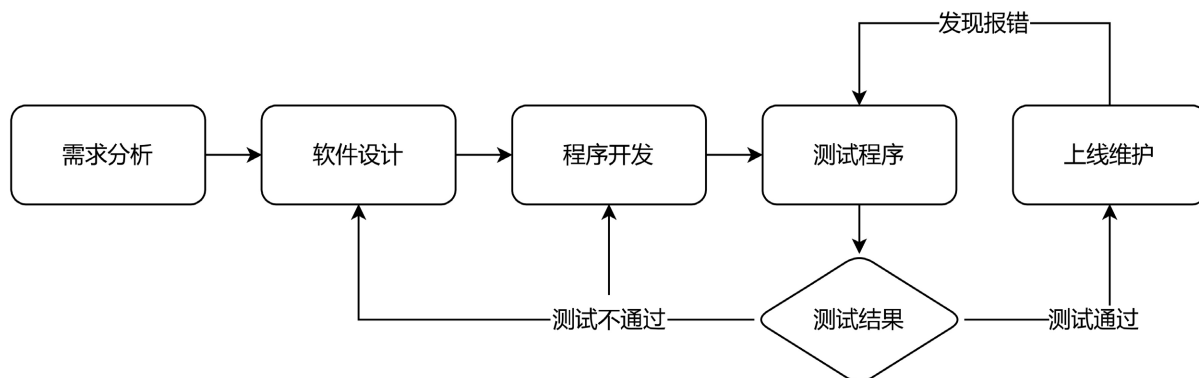 发现报错
需求分析
软件设计
程序开发
测试程序
上线维护
测试不通过
测试结果
测试通过